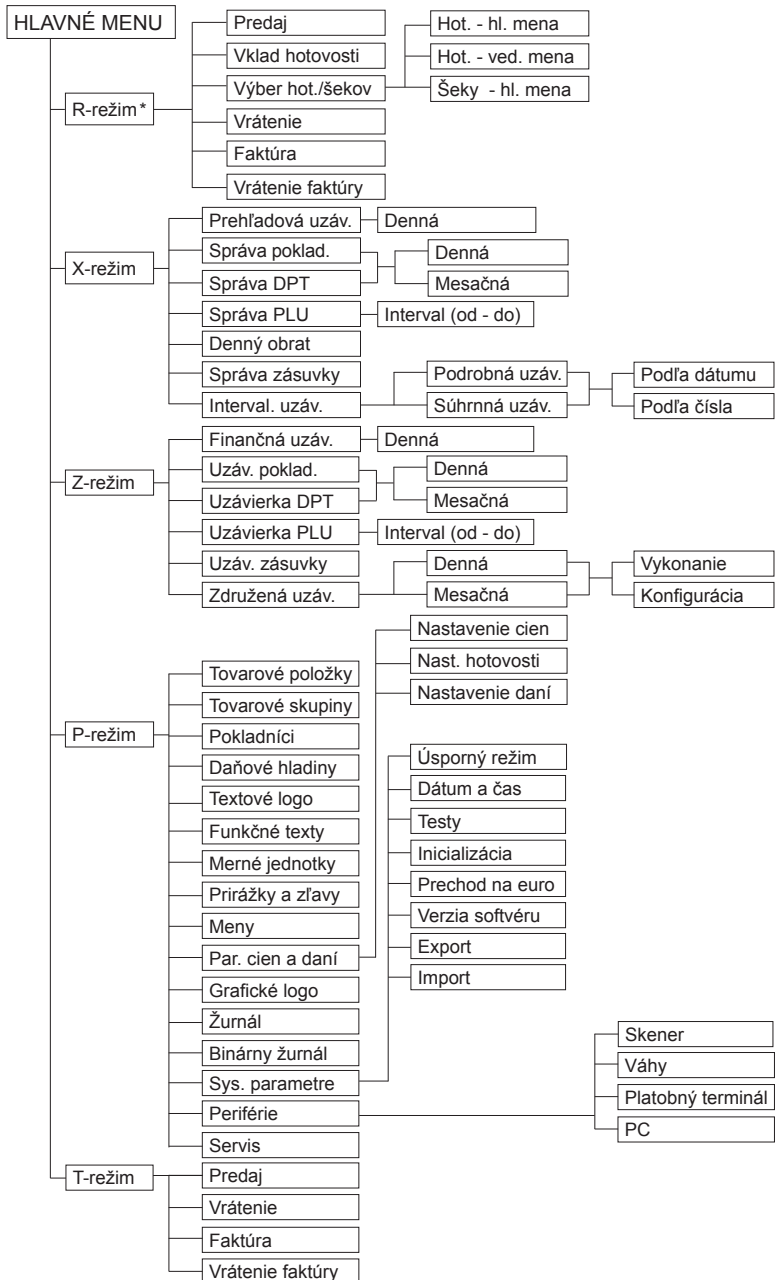 HLAVNÉ MENU
R-režim *
Predaj
Vklad hotovosti
Výber hot./šekov
Hot. - hl. mena
Hot. - ved. mena
Šeky - hl. mena
Vrátenie
Faktúra
Vrátenie faktúry
X-režim
Prehľadová uzáv.
Denná
Správa poklad.
Správa DPT
Denná
Mesačná
Správa PLU
Interval (od - do)
Denný obrat
Správa zásuvky
Interval. uzáv.
Podrobná uzáv.
Súhrnná uzáv.
Podľa dátumu
Podľa čísla
Z-režim
Finančná uzáv.
Denná
Uzáv. poklad.
Uzávierka DPT
Denná
Mesačná
Uzávierka PLU
Interval (od - do)
Uzáv. zásuvky
Združená uzáv.
Denná
Mesačná
Vykonanie
Konfigurácia
P-režim
Tovarové položky
Tovarové skupiny
Pokladníci
Daňové hladiny
Textové logo
Funkčné texty
Merné jednotky
Prirážky a zľavy
Meny
Par. cien a daní
Nastavenie cien
Nast. hotovosti
Nastavenie daní
Grafické logo
Žurnál
Binárny žurnál
Sys. parametre
Úsporný režim
Dátum a čas
Testy
Inicializácia
Prechod na euro
Verzia softvéru
Export
Import
Periférie
Skener
Váhy
Platobný terminál
PC
Servis
T-režim
Predaj
Vrátenie
Faktúra
Vrátenie faktúry